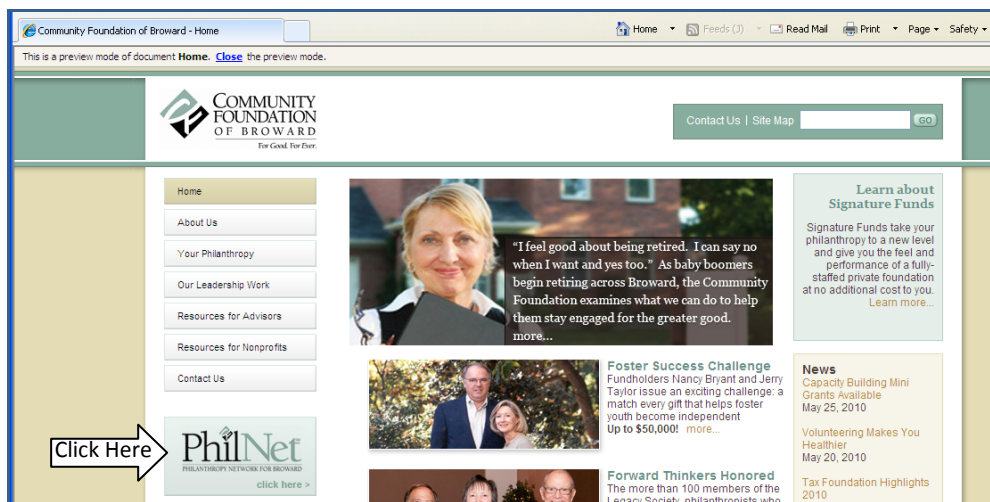 Community Foundation of Broward - Home
Home
Feeds (J)
Read Mail
Print
Page
Safety
This is a preview mode of document Home. Close the preview mode.
COMMUNITY
FOUNDATION
OF BROWARD
For Good. For Ever.
Contact Us | Site Map
GO
Home
About Us
Your Philanthropy
Our Leadership Work
Resources for Advisors
Resources for Nonprofits
Contact Us
Click Here
PhilNet
PHILANTHROPY NETWORK FOR BROWARD
click here >
"I feel good about being retired. I can say no
when I want and yes too." As baby boomers
begin retiring across Broward, the Community
Foundation examines what we can do to help
them stay engaged for the greater good.
more...
Foster Success Challenge
Fundholders Nancy Bryant and Jerry
Taylor issue an exciting challenge: a
match every gift that helps foster
youth become independent
Up to $50,000! more...
Forward Thinkers Honored
The more than 100 members of the
Legacy Society, philanthropists who
Learn about
Signature Funds
Signature Funds take your
philanthropy to a new level
and give you the feel and
performance of a fully-
staffed private foundation
at no additional cost to you.
Learn more...
News
Capacity Building Mini
Grants Available
May 25, 2010
Volunteering Makes You
Healthier
May 20, 2010
Tax Foundation Highlights
2010